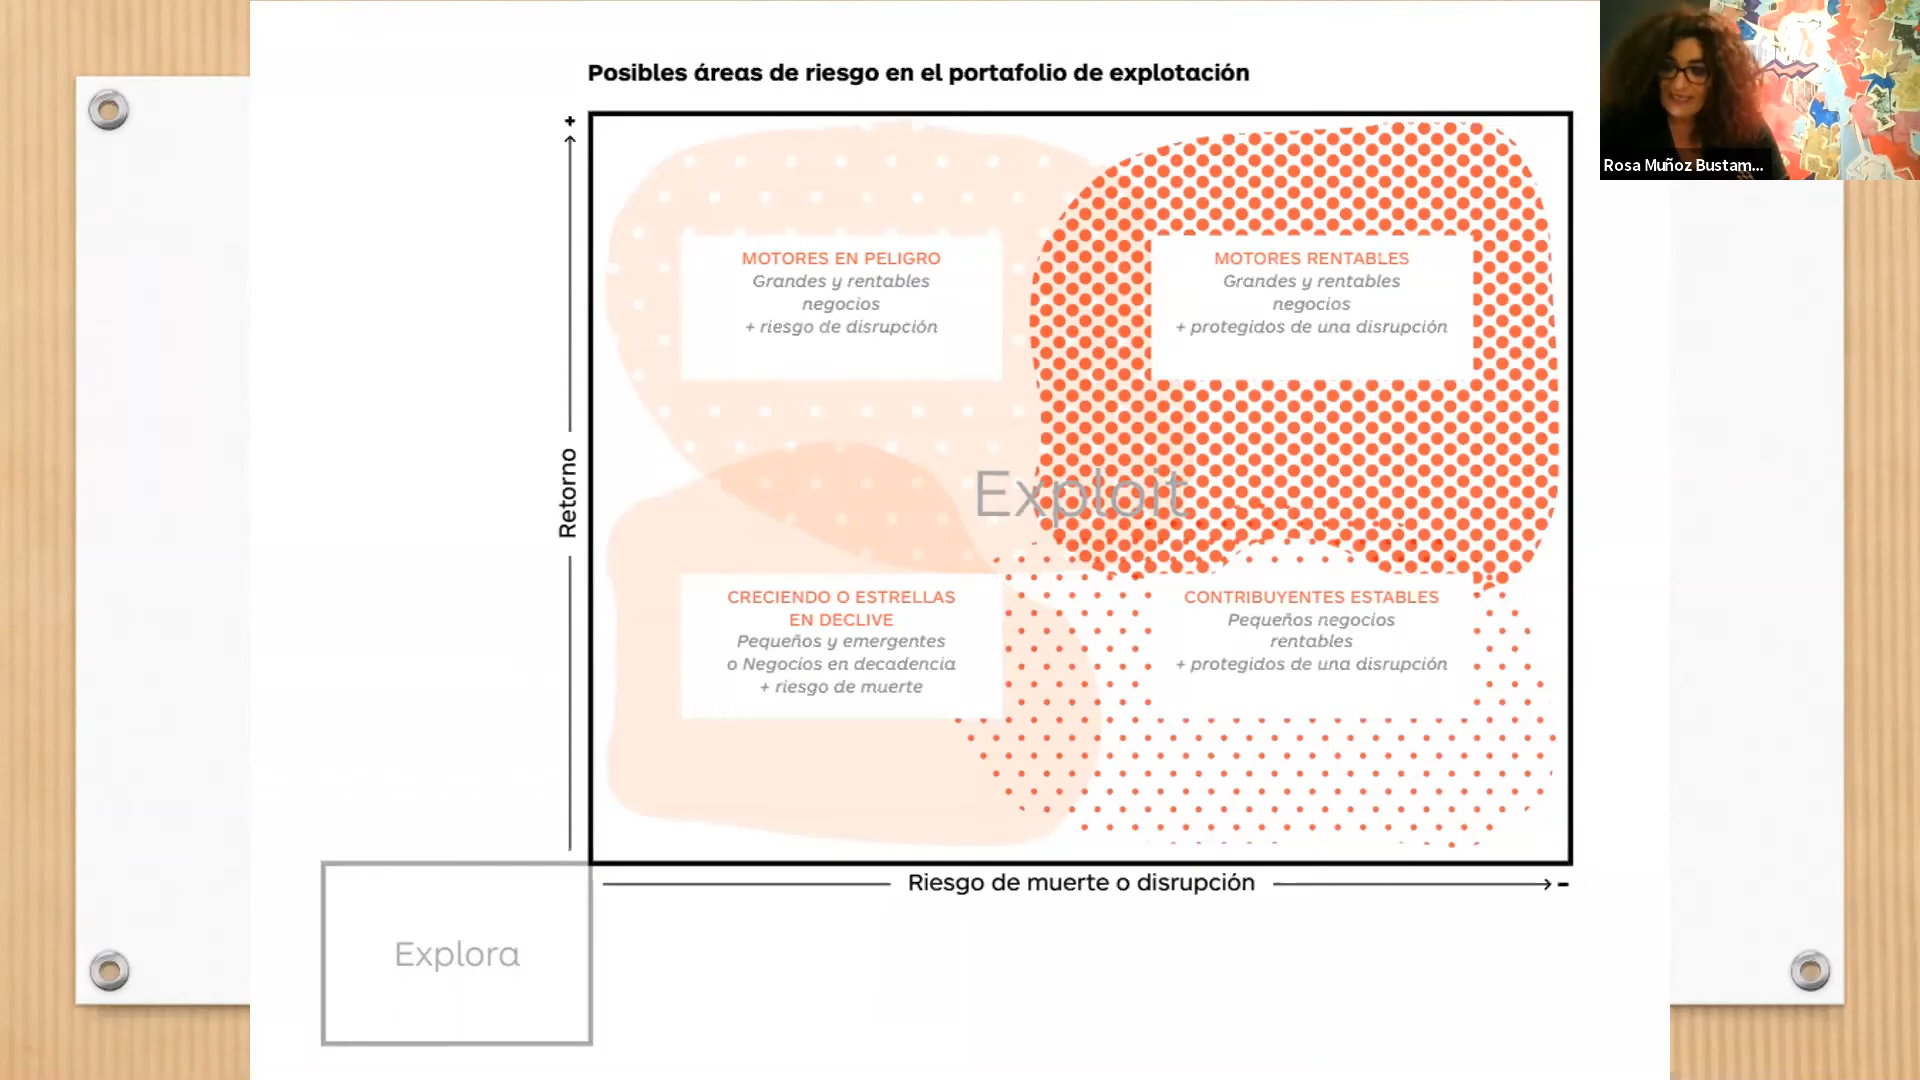 Posibles áreas de riesgo en el portafolio de explotación
Rosa Muñoz Bustam...
+
Retorno
MOTORES EN PELIGRO
Grandes y rentables
negocios
+ riesgo de disrupción
MOTORES RENTABLES
Grandes y rentables
negocios
+ protegidos de una disrupción
Exploit
CRECIENDO O ESTRELLAS
EN DECLIVE
Pequeños y emergentes
o Negocios en decadencia
+ riesgo de muerte
CONTRIBUYENTES ESTABLES
Pequeños negocios
rentables
+ protegidos de una disrupción
Riesgo de muerte o disrupción
-
Explora